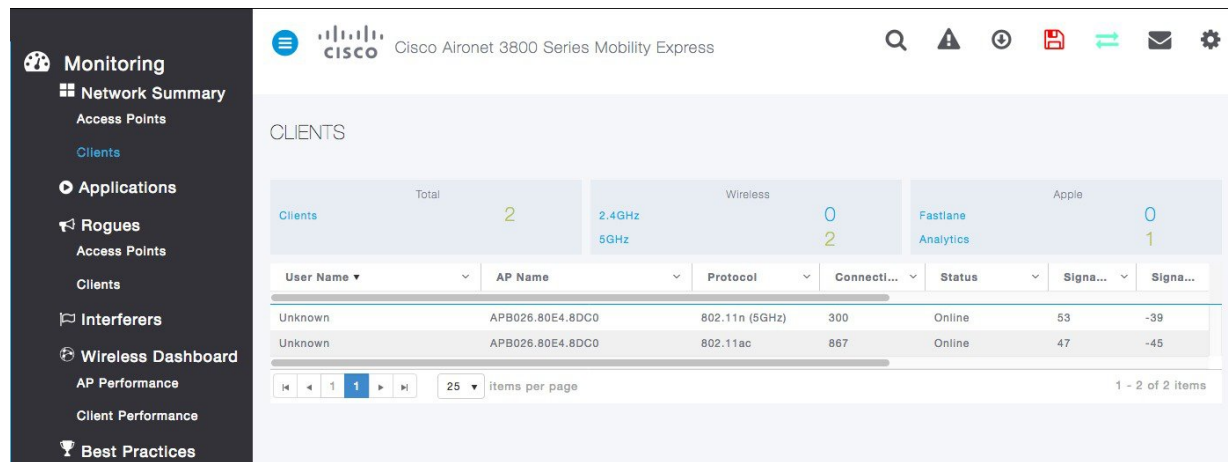 Monitoring
Network Summary
Access Points
Clients
Applications
Rogues
Access Points
Clients
Interferers
Wireless Dashboard
AP Performance
Client Performance
Best Practices
CISCO Cisco Aironet 3800 Series Mobility Express
CLIENTS
Total
Clients 2
Wireless
2.4GHz 0
5GHz 2
Apple
Fastlane 0
Analytics 1
User Name AP Name Protocol Connecti... Status Signa... Signa...
Unknown APB026.80E4.8DC0 802.11n (5GHz) 300 Online 53 -39
Unknown APB026.80E4.8DC0 802.11ac 867 Online 47 -45
1 1 25 items per page 1 - 2 of 2 items